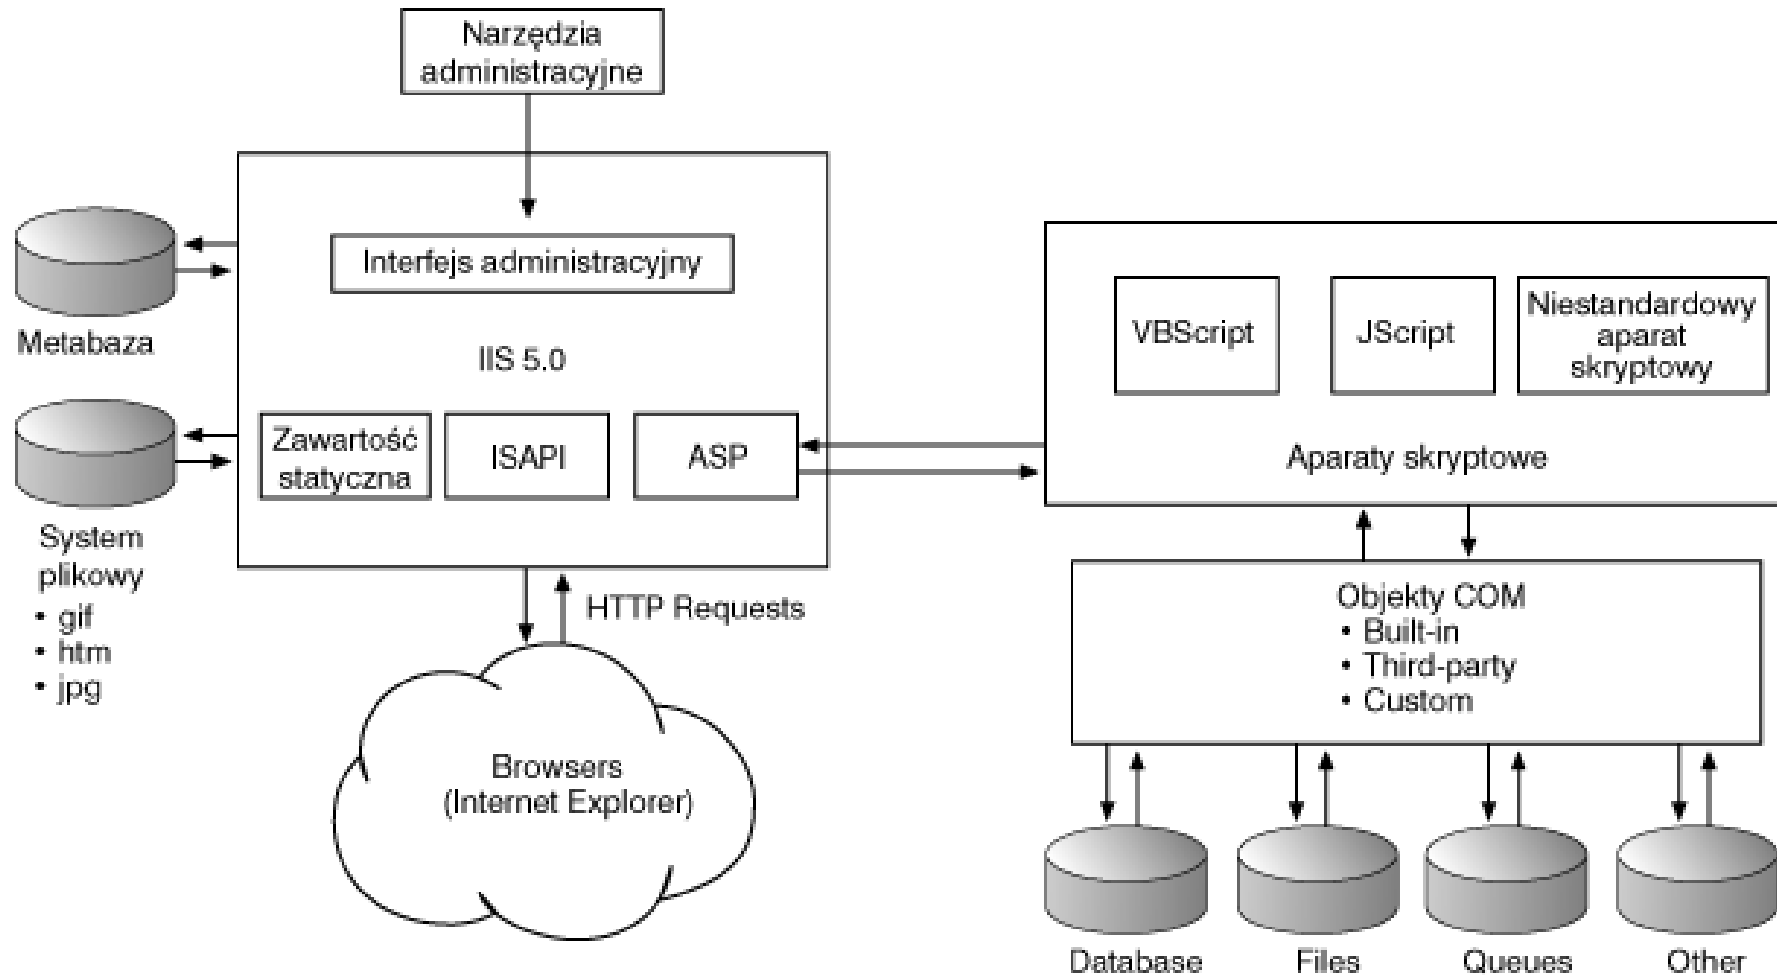 Narzędzia
administracyjne
Interfejs administracyjny
Metabaza
IIS 5.0
Zawartość
statyczna
ISAPI
ASP
System
plikowy
• gif
• htm
• jpg
HTTP Requests
Browsers
(Internet Explorer)
VBScript
JScript
Niestandardowy
aparat
skryptowy
Aparaty skryptowe
Objekty COM
• Built-in
• Third-party
• Custom
Database
Files
Queues
Other